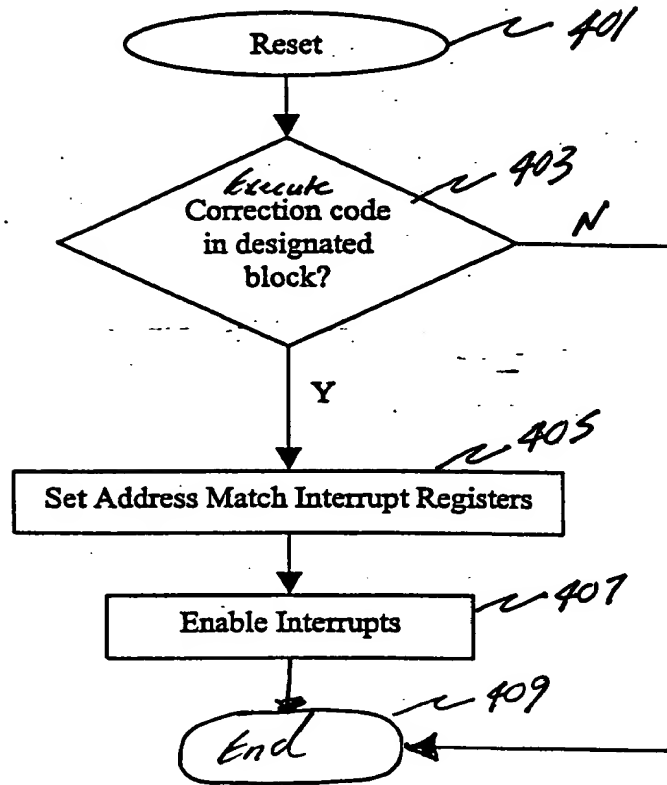 Reset
401
Execute
403
Correction code
in designated
block?
N
Y
405
Set Address Match Interrupt Registers
407
Enable Interrupts
409
End